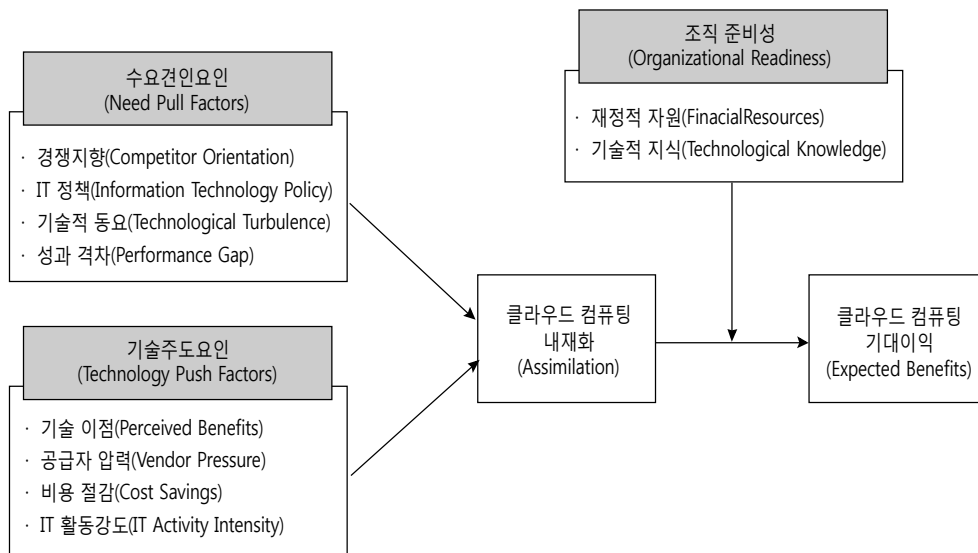 수요견인요인
(Need Pull Factors)
· 경쟁지향(Competitor Orientation)
· IT 정책(Information Technology Policy)
· 기술적 동요(Technological Turbulence)
· 성과 격차(Performance Gap)
기술주도요인
(Technology Push Factors)
· 기술 이점(Perceived Benefits)
· 공급자 압력(Vendor Pressure)
· 비용 절감(Cost Savings)
· IT 활동강도(IT Activity Intensity)
조직 준비성
(Organizational Readiness)
· 재정적 자원(FinacialResources)
· 기술적 지식(Technological Knowledge)
클라우드 컴퓨팅
내재화
(Assimilation)
클라우드 컴퓨팅
기대이익
(Expected Benefits)